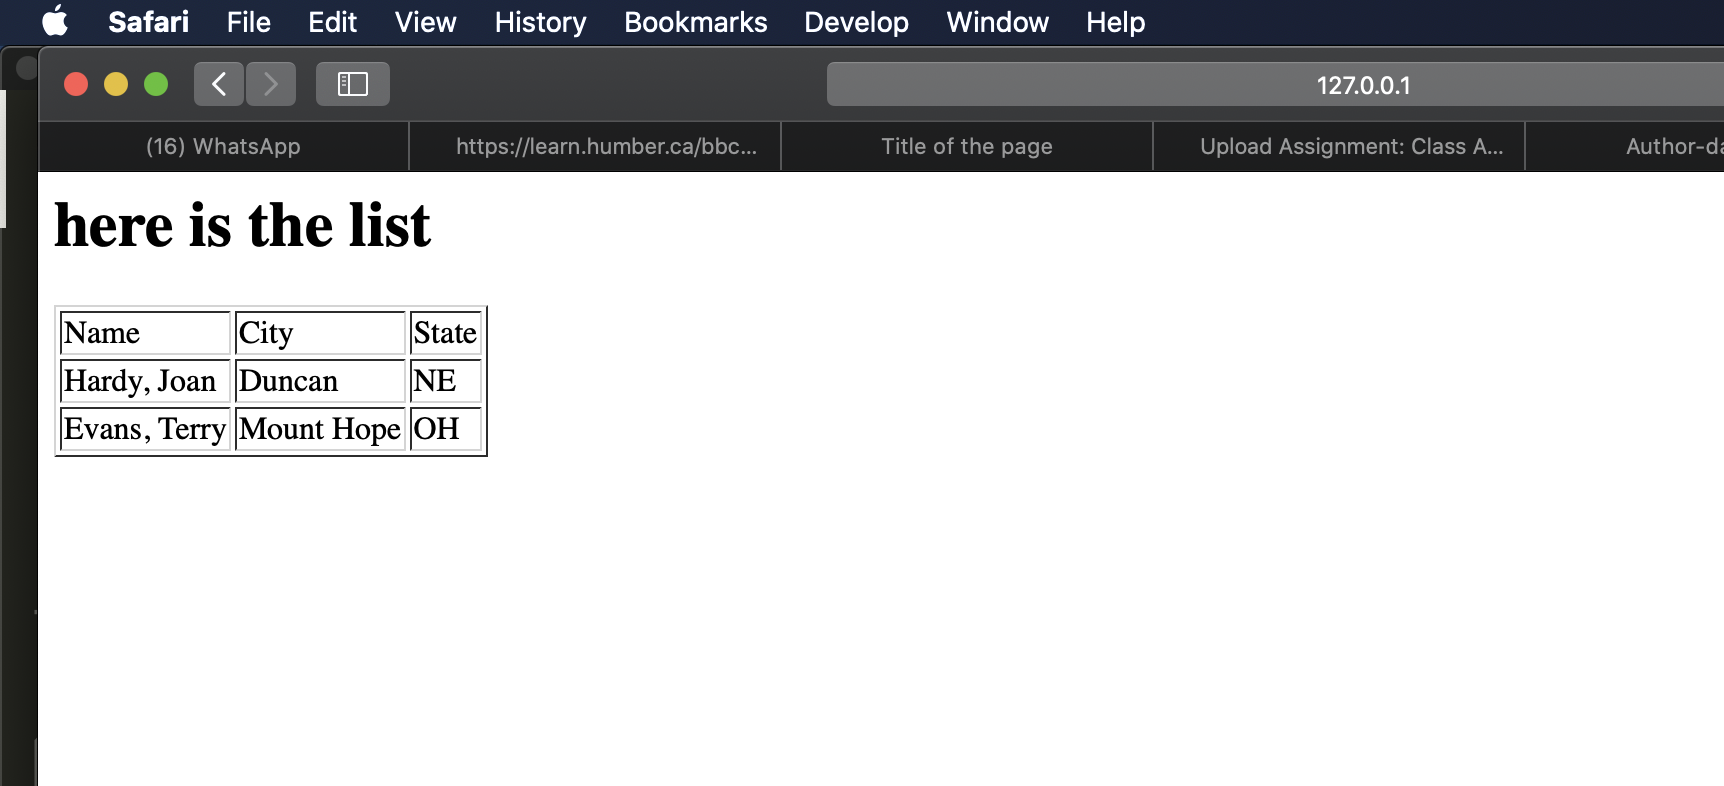 Safari File Edit View History Bookmarks Develop Window Help
127.0.0.1
(16) WhatsApp https://learn.humber.ca/bbc... Title of the page Upload Assignment: Class A... Author-da
here is the list
Name City State
Hardy, Joan Duncan NE
Evans, Terry Mount Hope OH